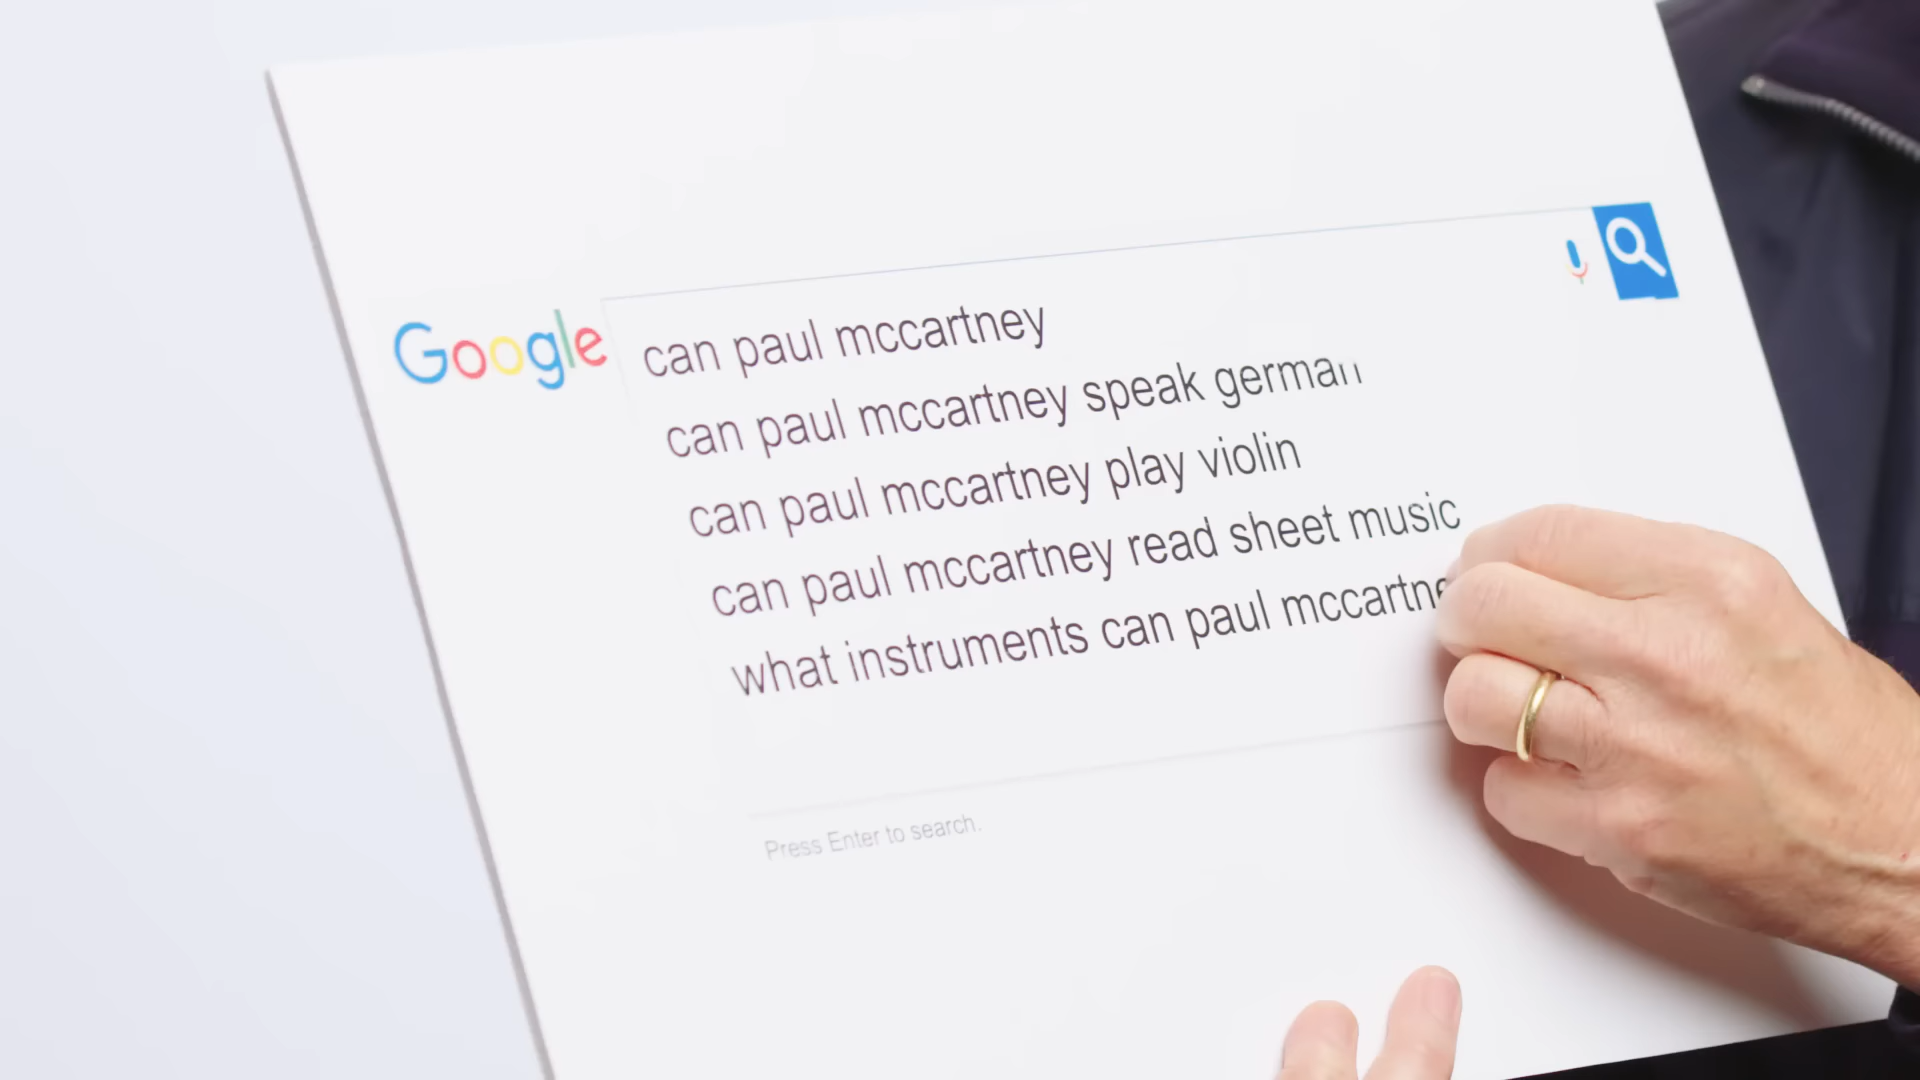 Google
can paul mccartney
can paul mccartney speak german
can paul mccartney play violin
can paul mccartney read sheet music
what instruments can paul
Press Enter to search.